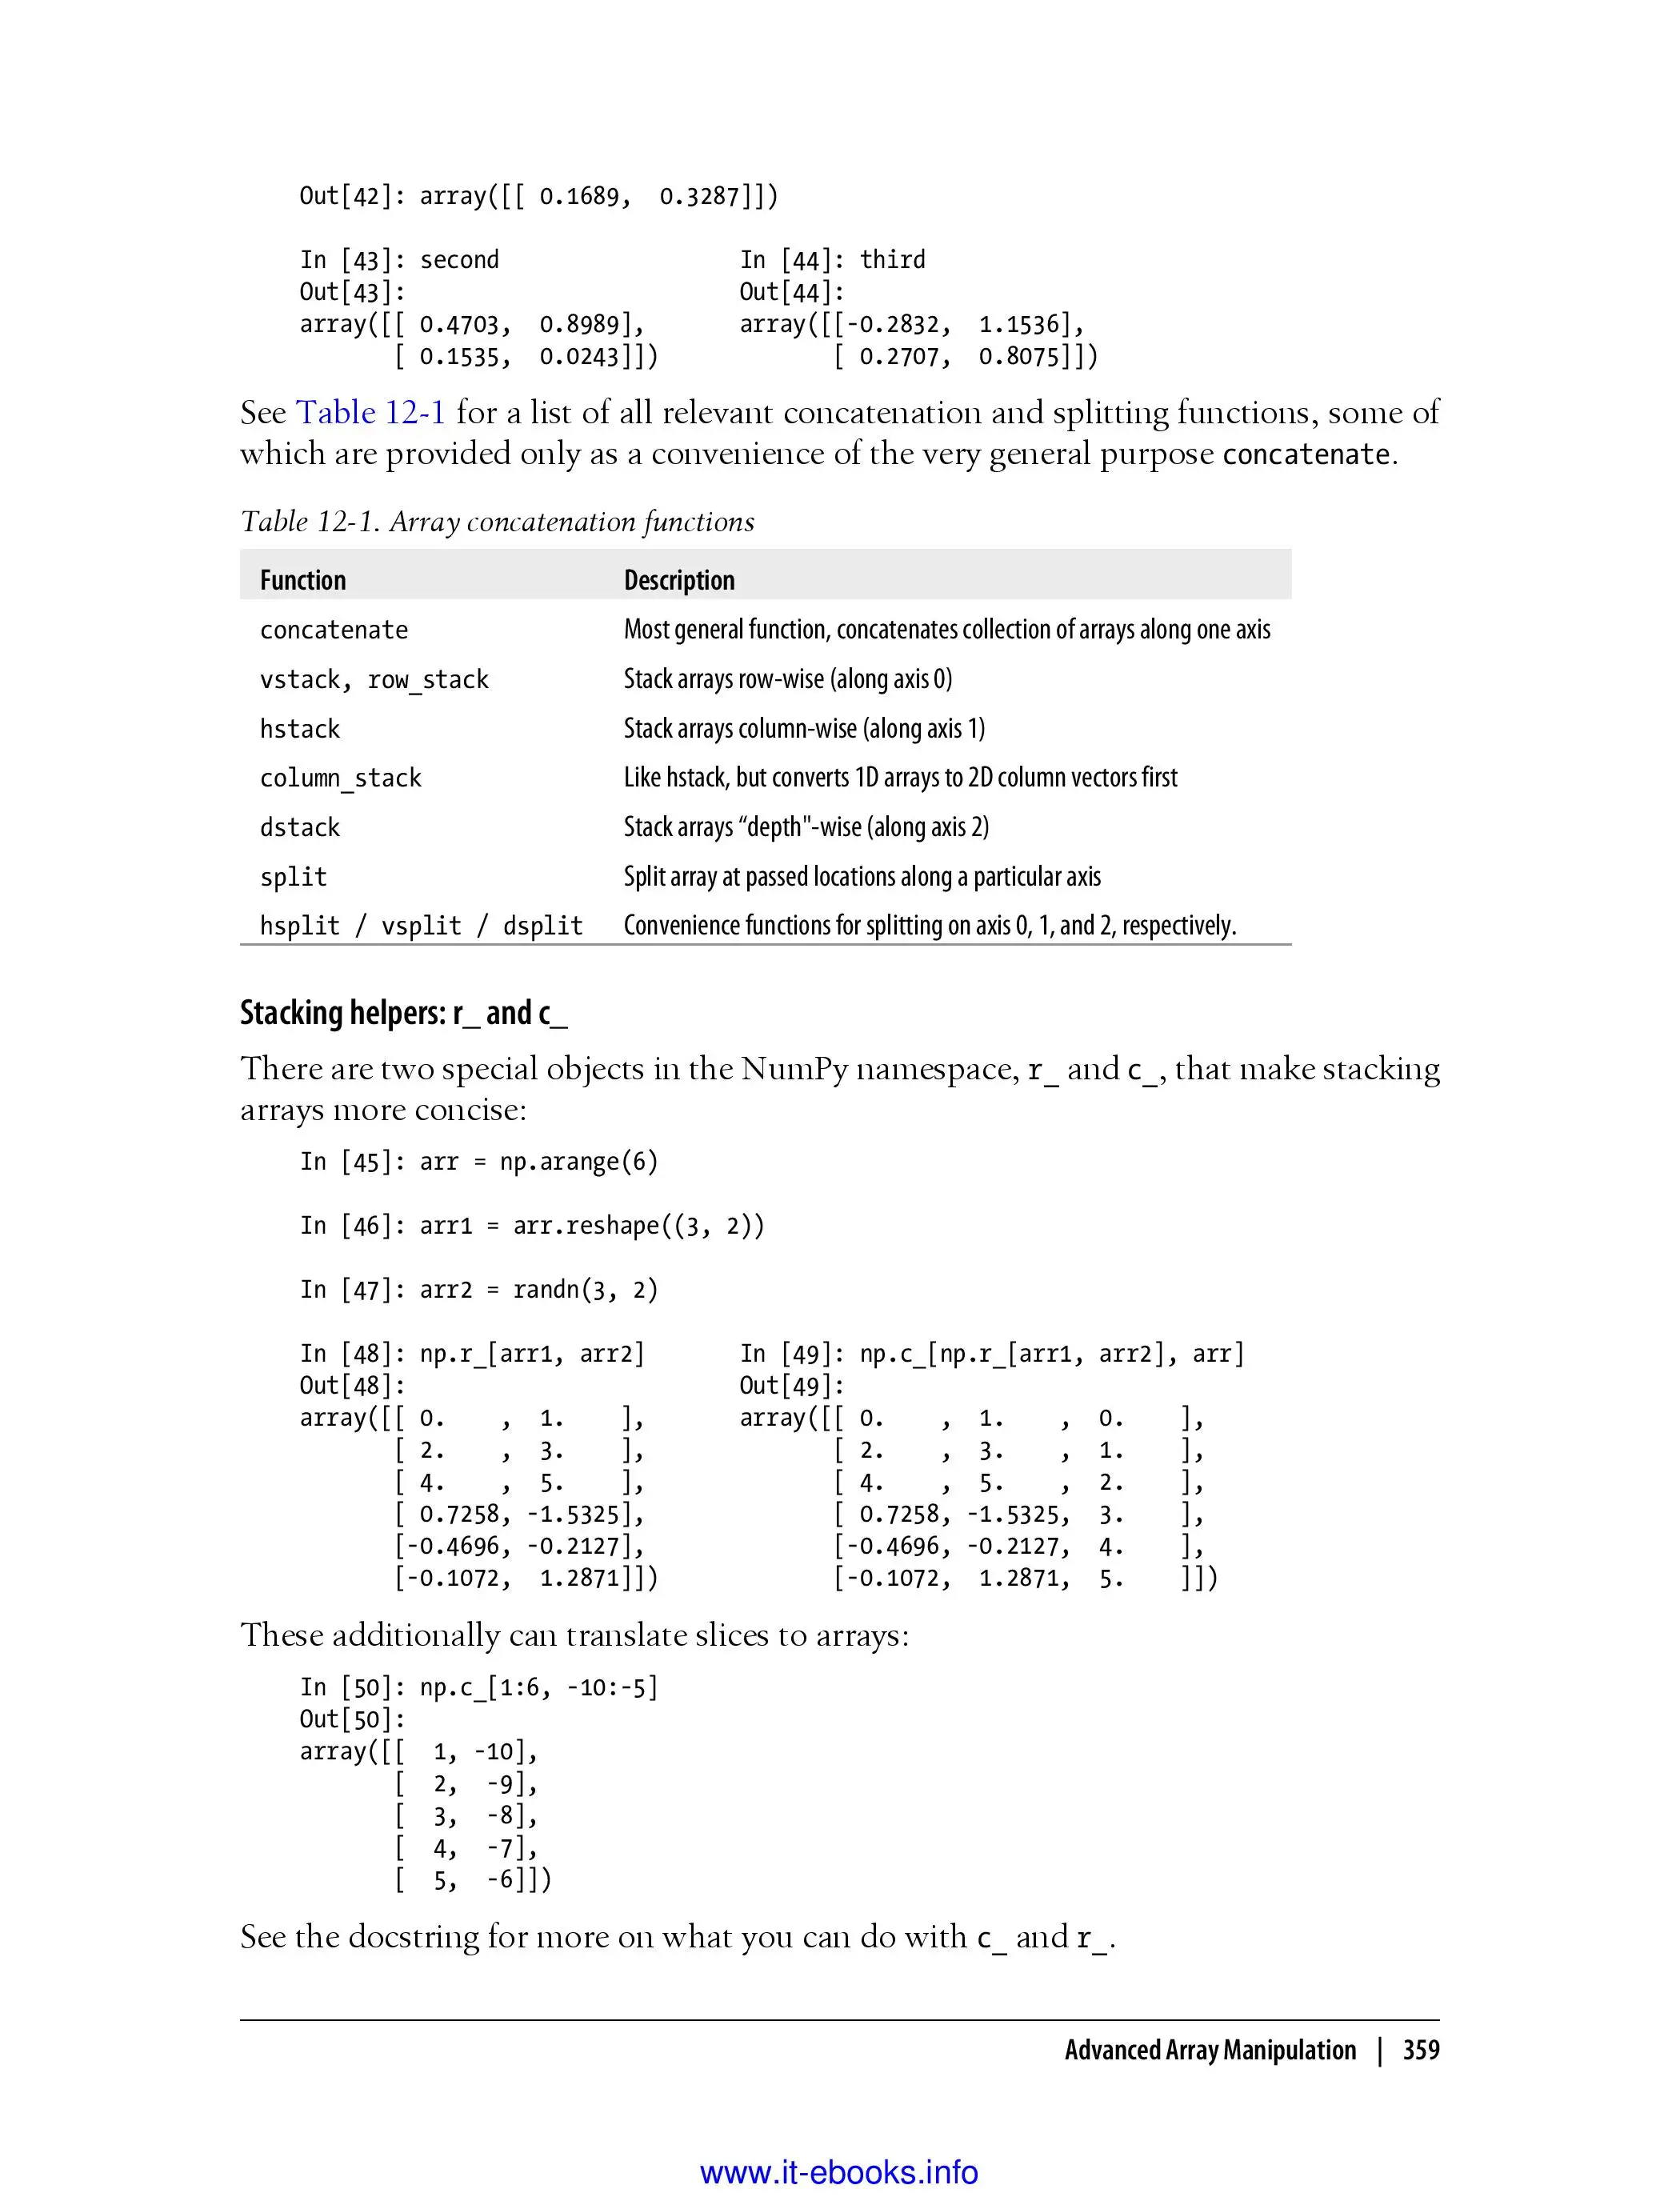 Out[42]: array([[ 0.1689,  0.3287]])
In [43]: second                  In [44]: third
Out[43]:                         Out[44]:
array([[ 0.4703,  0.8989],       array([[-0.2832,  1.1536],
       [ 0.1535,  0.0243]])             [ 0.2707,  0.8075]])
See Table 12-1 for a list of all relevant concatenation and splitting functions, some of
which are provided only as a convenience of the very general purpose concatenate.
Table 12-1. Array concatenation functions
Function Description
concatenate Most general function, concatenates collection of arrays along one axis
vstack, row_stack Stack arrays row-wise (along axis 0)
hstack Stack arrays column-wise (along axis 1)
column_stack Like hstack, but converts 1D arrays to 2D column vectors first
dstack Stack arrays “depth"-wise (along axis 2)
split Split array at passed locations along a particular axis
hsplit / vsplit / dsplit Convenience functions for splitting on axis 0, 1, and 2, respectively.
Stacking helpers: r_ and c_
There are two special objects in the NumPy namespace, r_ and c_, that make stacking
arrays more concise:
In [45]: arr = np.arange(6)
In [46]: arr1 = arr.reshape((3, 2))
In [47]: arr2 = randn(3, 2)
In [48]: np.r_[arr1, arr2]       In [49]: np.c_[np.r_[arr1, arr2], arr]
Out[48]:                         Out[49]:
array([[ 0.    ,  1.    ],       array([[ 0.    ,  1.    ,  0.    ],
       [ 2.    ,  3.    ],              [ 2.    ,  3.    ,  1.    ],
       [ 4.    ,  5.    ],              [ 4.    ,  5.    ,  2.    ],
       [ 0.7258, -1.5325],              [ 0.7258, -1.5325,  3.    ],
       [-0.4696, -0.2127],              [-0.4696, -0.2127,  4.    ],
       [-0.1072,  1.2871]])             [-0.1072,  1.2871,  5.    ]])
These additionally can translate slices to arrays:
In [50]: np.c_[1:6, -10:-5]
Out[50]:
array([[  1, -10],
       [  2,  -9],
       [  3,  -8],
       [  4,  -7],
       [  5,  -6]])
See the docstring for more on what you can do with c_ and r_.
Advanced Array Manipulation | 359
www.it-ebooks.info